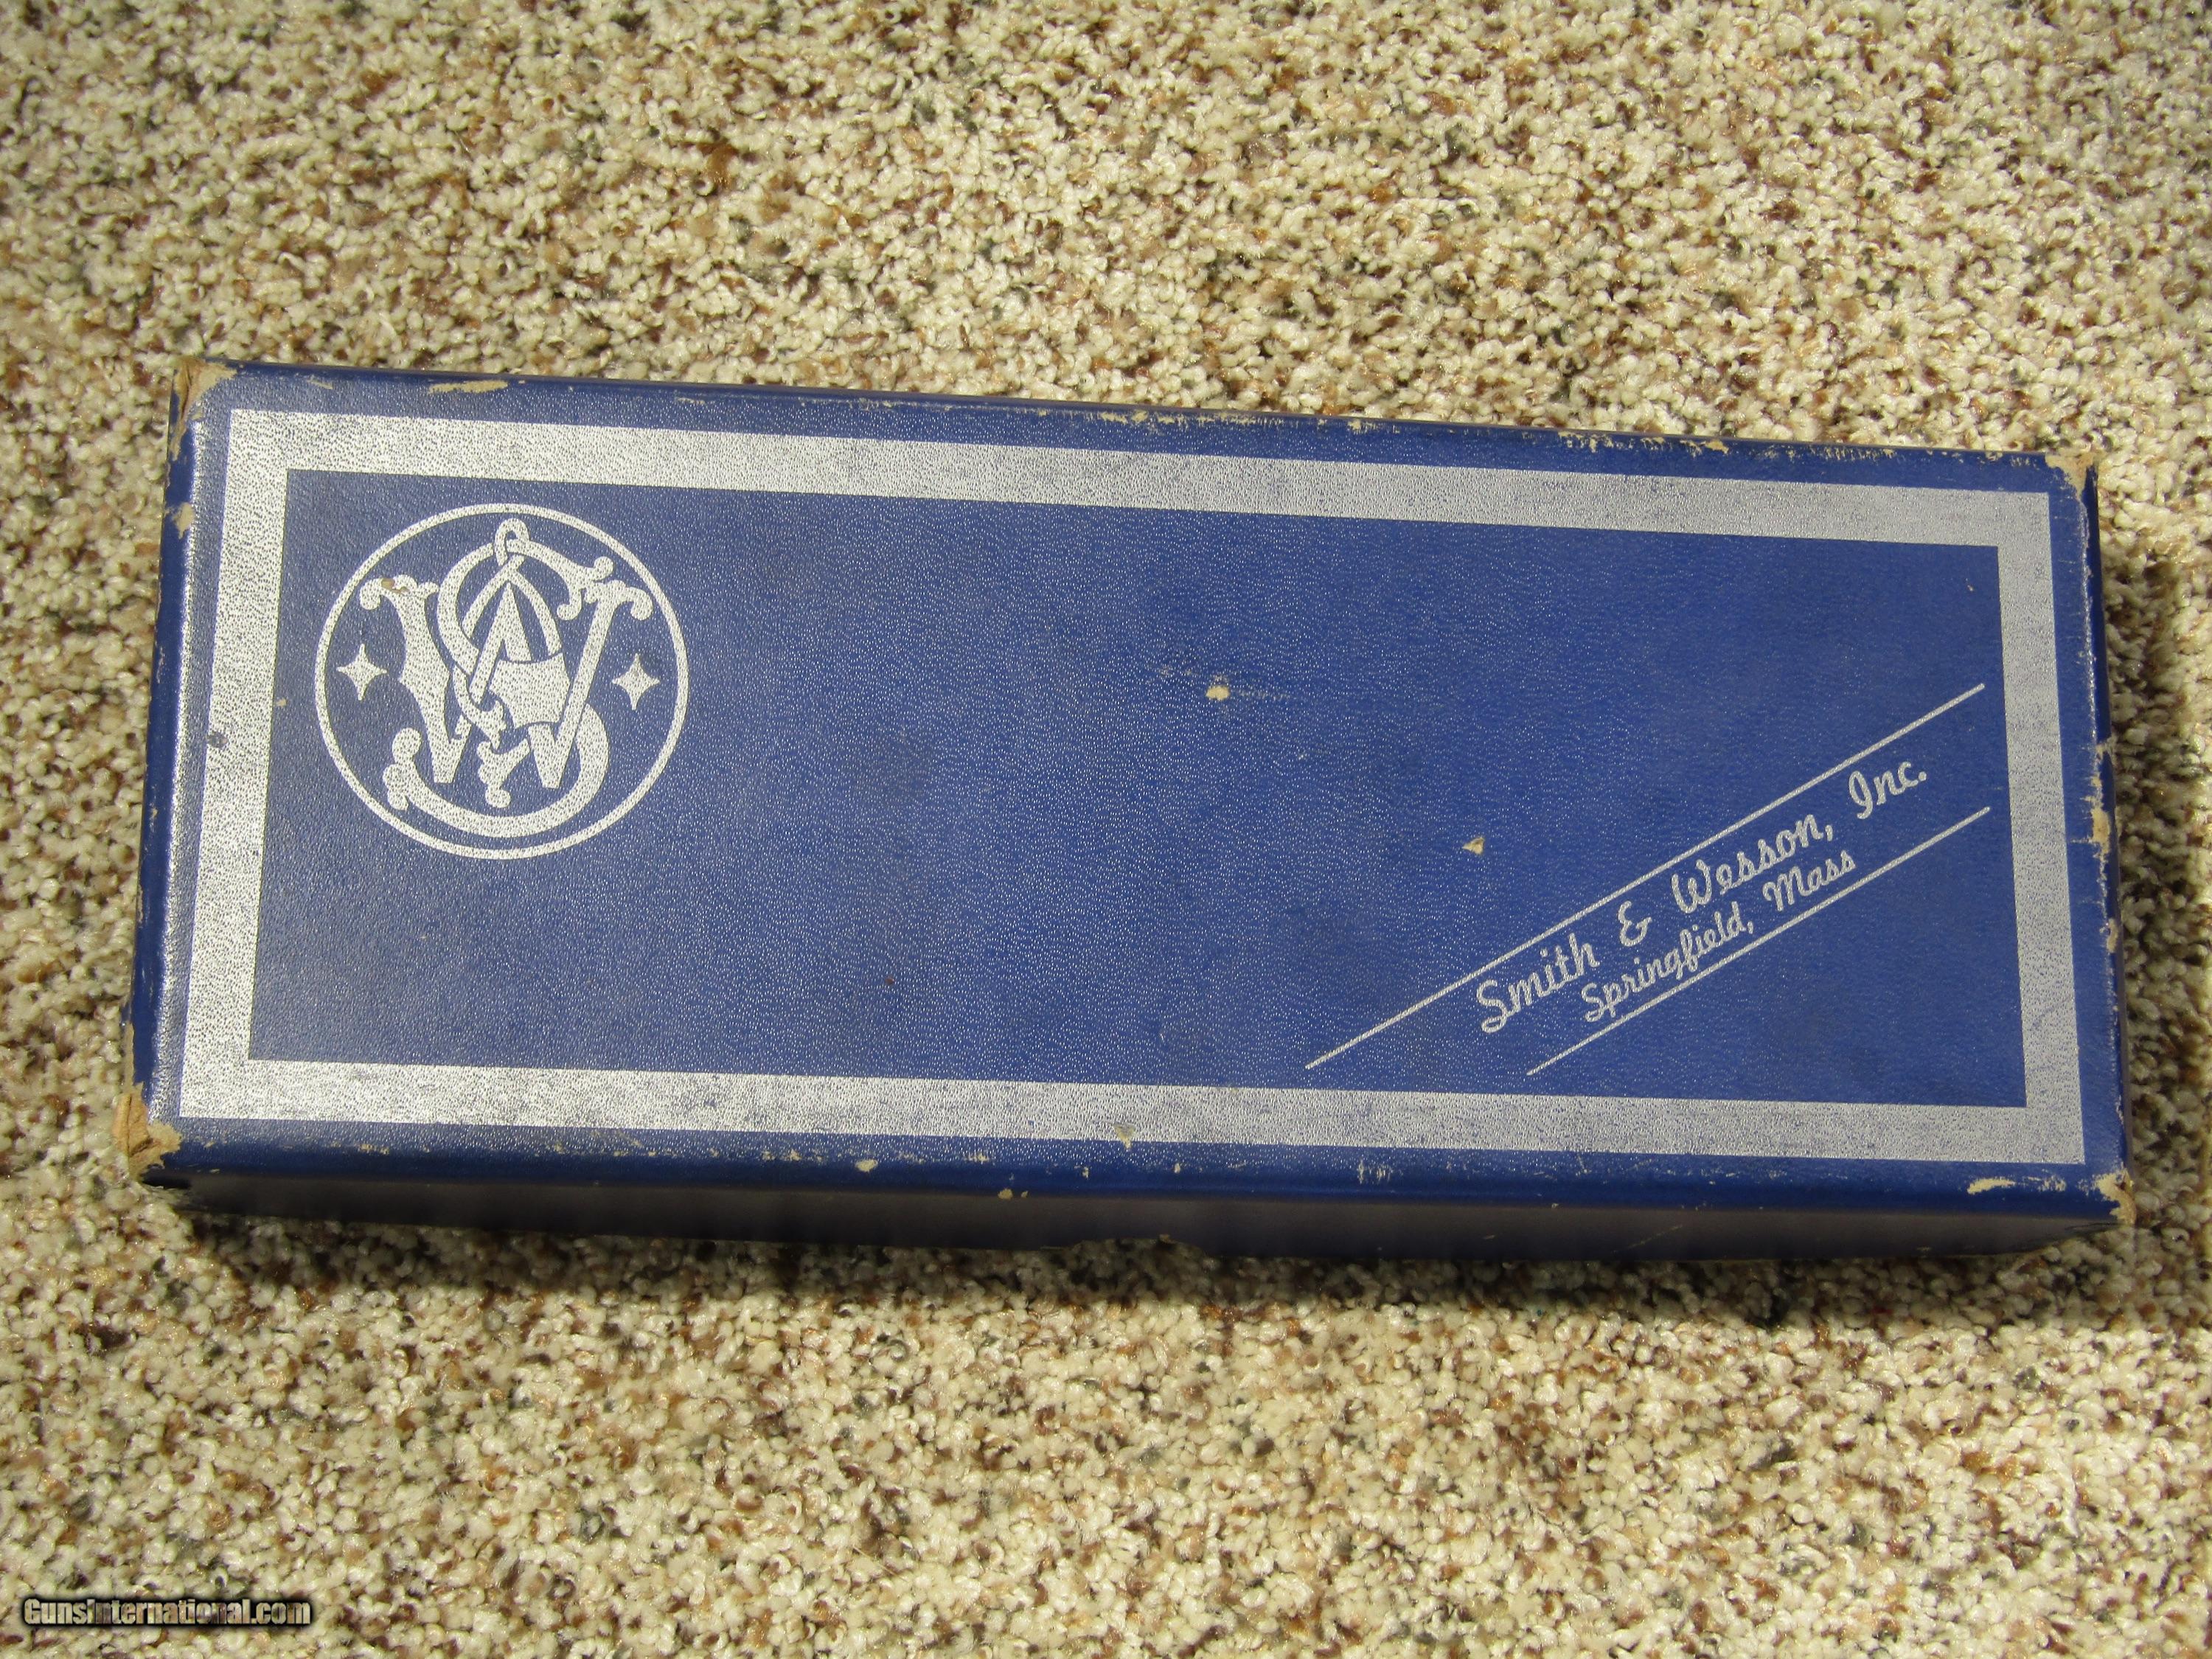 Smith & Wesson, Inc.
Springfield, Mass
GunsInternational.com